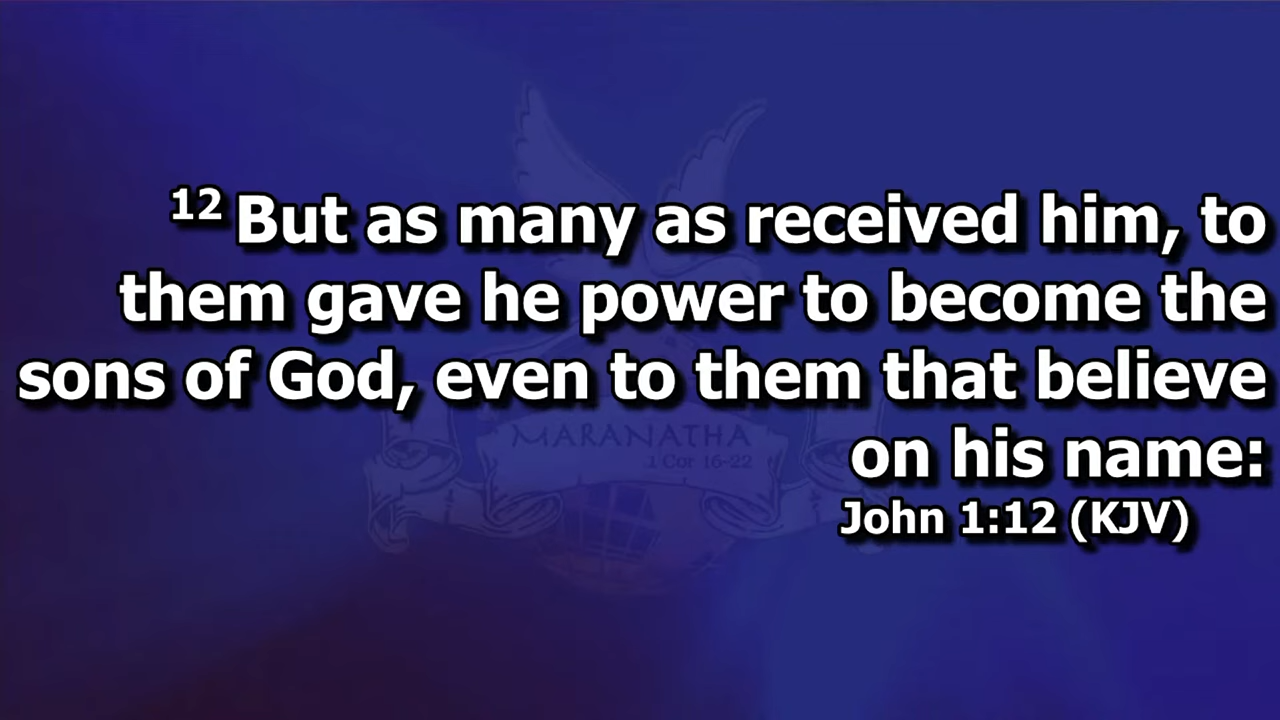 12 But as many as received him, to
them gave he power to become the
sons of God, even to them that believe
on his name:
John 1:12 (KJV)
MARANATHA
1 Cor 16-22